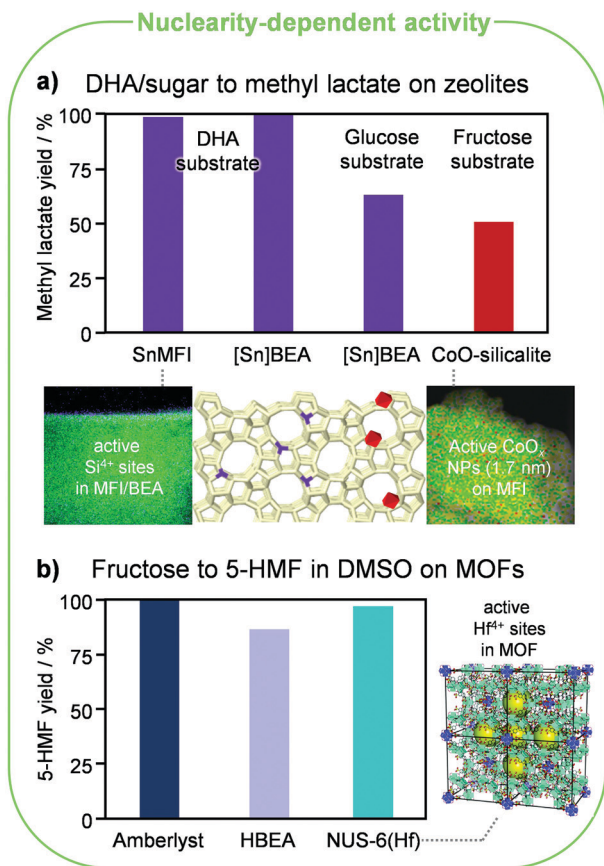 Nuclearity-dependent activity
a) DHA/sugar to methyl lactate on zeolites
Methyl lactate yield / %
100
75
50
25
0
DHA
substrate
Glucose
substrate
Fructose
substrate
SnMFI
[Sn]BEA
[Sn]BEA
CoO-silicalite
active
Si⁴⁺ sites
in MFI/BEA
Active CoOₓ
NPs (1.7 nm)
on MFI
b) Fructose to 5-HMF in DMSO on MOFs
5-HMF yield / %
100
75
50
25
0
Amberlyst
HBEA
NUS-6(Hf)
active
Hf⁴⁺ sites
in MOF